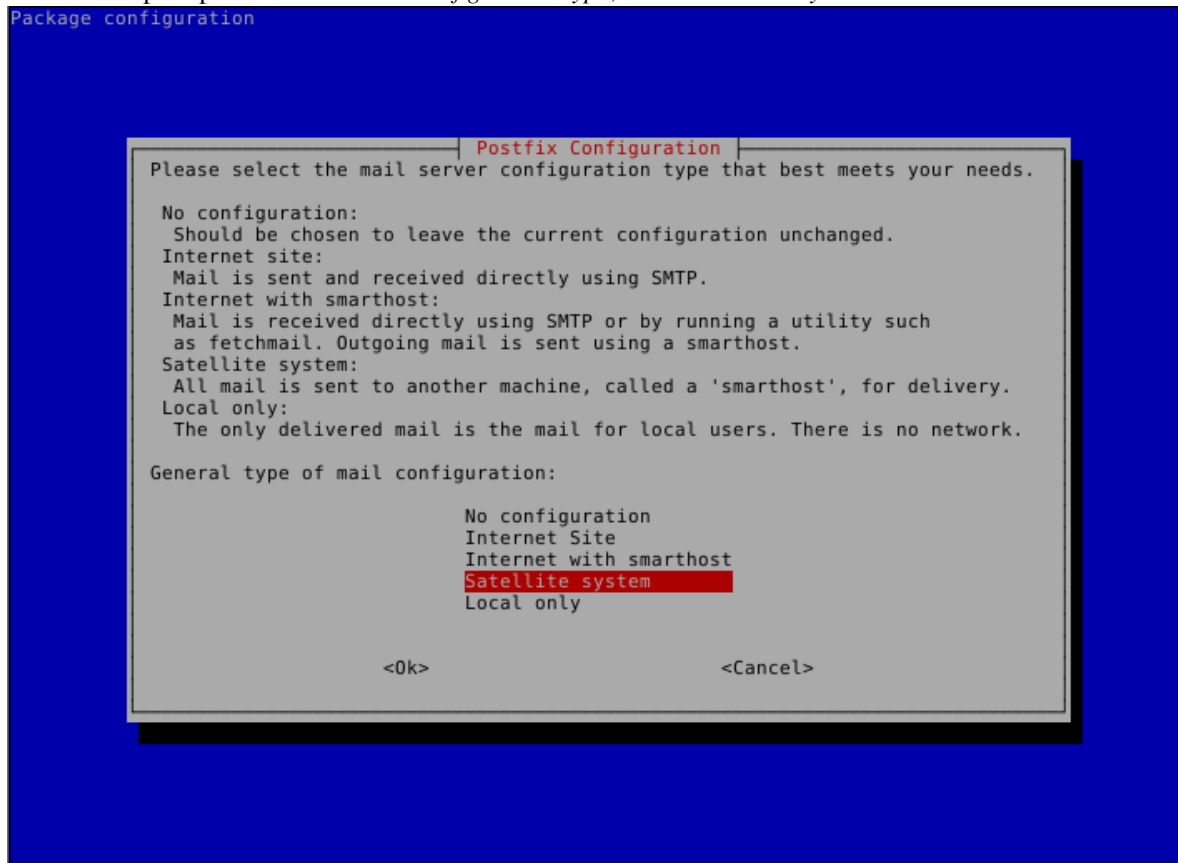 Package configuration
Postfix Configuration
Please select the mail server configuration type that best meets your needs.
No configuration:
Should be chosen to leave the current configuration unchanged.
Internet site:
Mail is sent and received directly using SMTP.
Internet with smarthost:
Mail is received directly using SMTP or by running a utility such
as fetchmail. Outgoing mail is sent using a smarthost.
Satellite system:
All mail is sent to another machine, called a 'smarthost', for delivery.
Local only:
The only delivered mail is the mail for local users. There is no network.
General type of mail configuration:
No configuration
Internet Site
Internet with smarthost
Satellite system
Local only
<Ok> <Cancel>